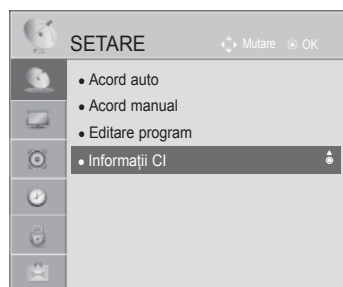 SETARE
Mutare OK
Acord auto
Acord manual
Editare program
Informații CI